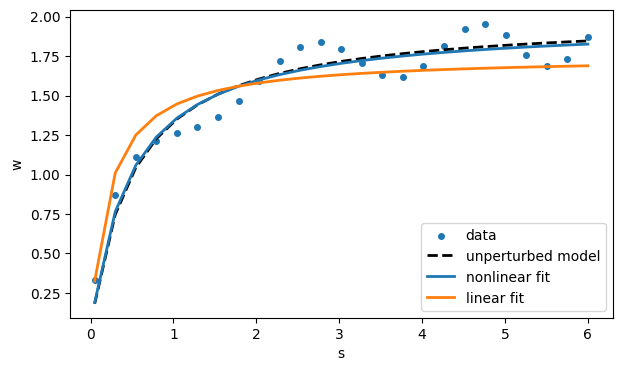 2.00
1.75
1.50
1.25
1.00
0.75
0.50
0.25
w
data
unperturbed model
nonlinear fit
linear fit
0 1 2 3 4 5 6
s